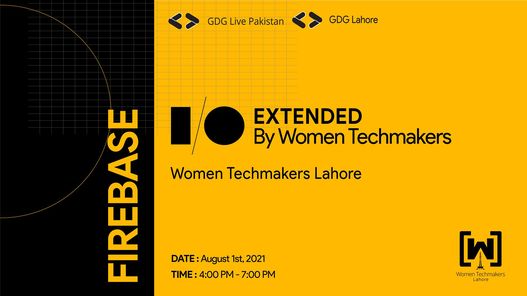 GDG Live Pakistan
GDG Lahore
FIREBASE
I/O EXTENDED
By Women Techmakers
Women Techmakers Lahore
DATE : August 1st, 2021
TIME : 4:00 PM - 7:00 PM
[W]
Women Techmakers
Lahore